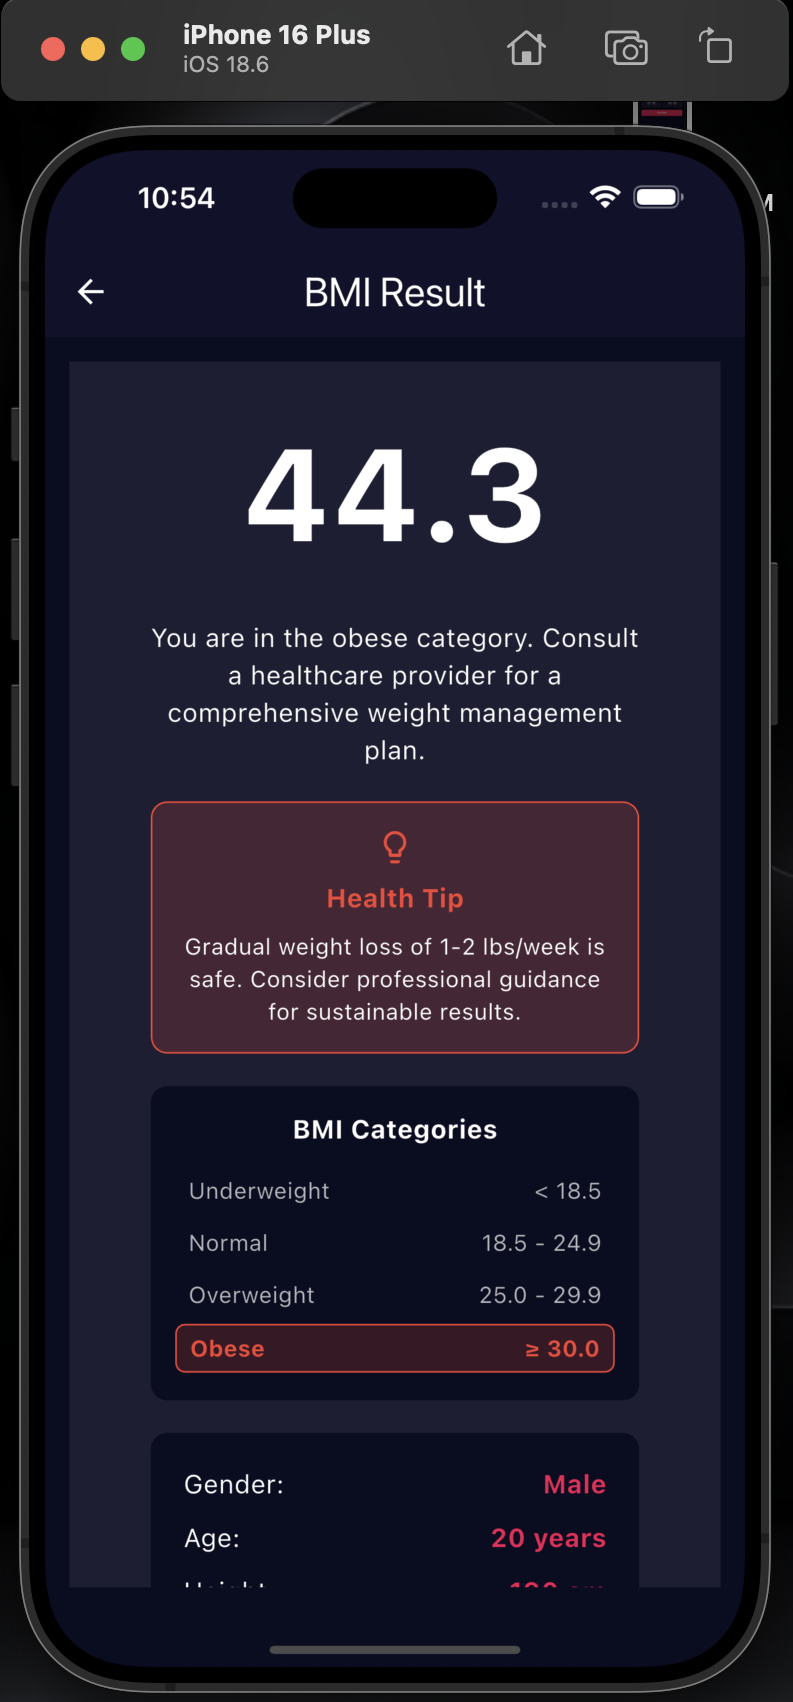 iPhone 16 Plus
iOS 18.6
10:54
BMI Result
44.3
You are in the obese category. Consult
a healthcare provider for a
comprehensive weight management
plan.
Health Tip
Gradual weight loss of 1-2 lbs/week is
safe. Consider professional guidance
for sustainable results.
BMI Categories
Underweight < 18.5
Normal 18.5 - 24.9
Overweight 25.0 - 29.9
Obese ≥ 30.0
Gender: Male
Age: 20 years